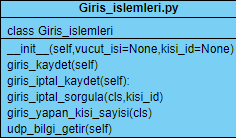 Giris_islemleri.py
class Giris_islemleri
__init__(self,vucut_isi=None,kisi_id=None)
giris_kaydet(self)
giris_iptal_kaydet(self):
giris_iptal_sorgula(cls,kisi_id)
giris_yapan_kisi_sayisi(cls)
udp_bilgi_getir(self)